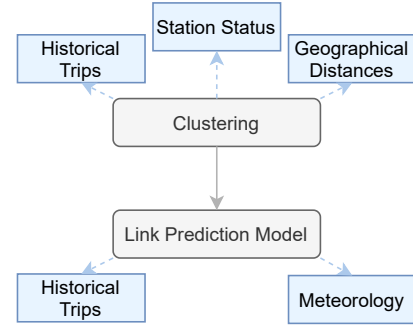 Station Status
Historical
Trips
Geographical
Distances
Clustering
Link Prediction Model
Historical
Trips
Meteorology